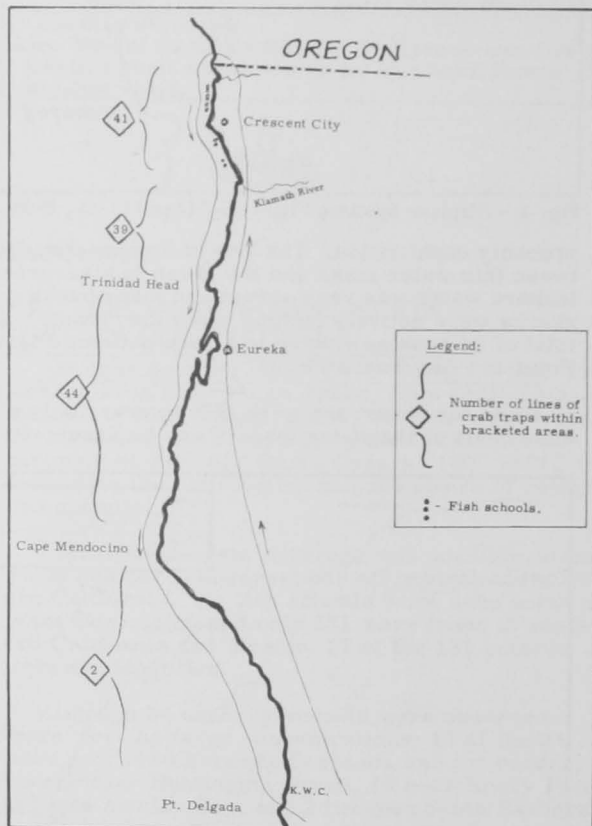 OREGON
41
Crescent City
Klamath River
39
Trinidad Head
Eureka
44
Legend:
Number of lines of
- crab traps within
bracketed areas.
- Fish schools.
Cape Mendocino
2
K.W.C.
Pt. Delgada